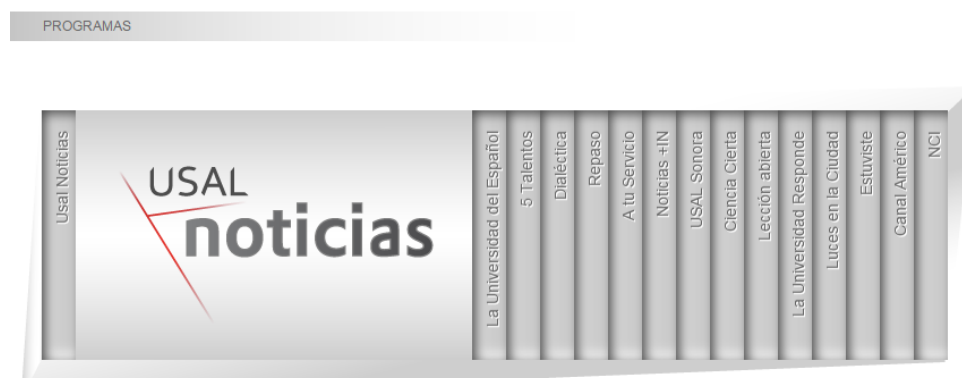 PROGRAMAS
Usal Noticias
USAL
noticias
La Universidad del Español
5 Talentos
Dialéctica
Repaso
A tu Servicio
Noticias +IN
USAL Sonora
Ciencia Cierta
Lección abierta
La Universidad Responde
Luces en la Ciudad
Estuviste
Canal Américo
NCI